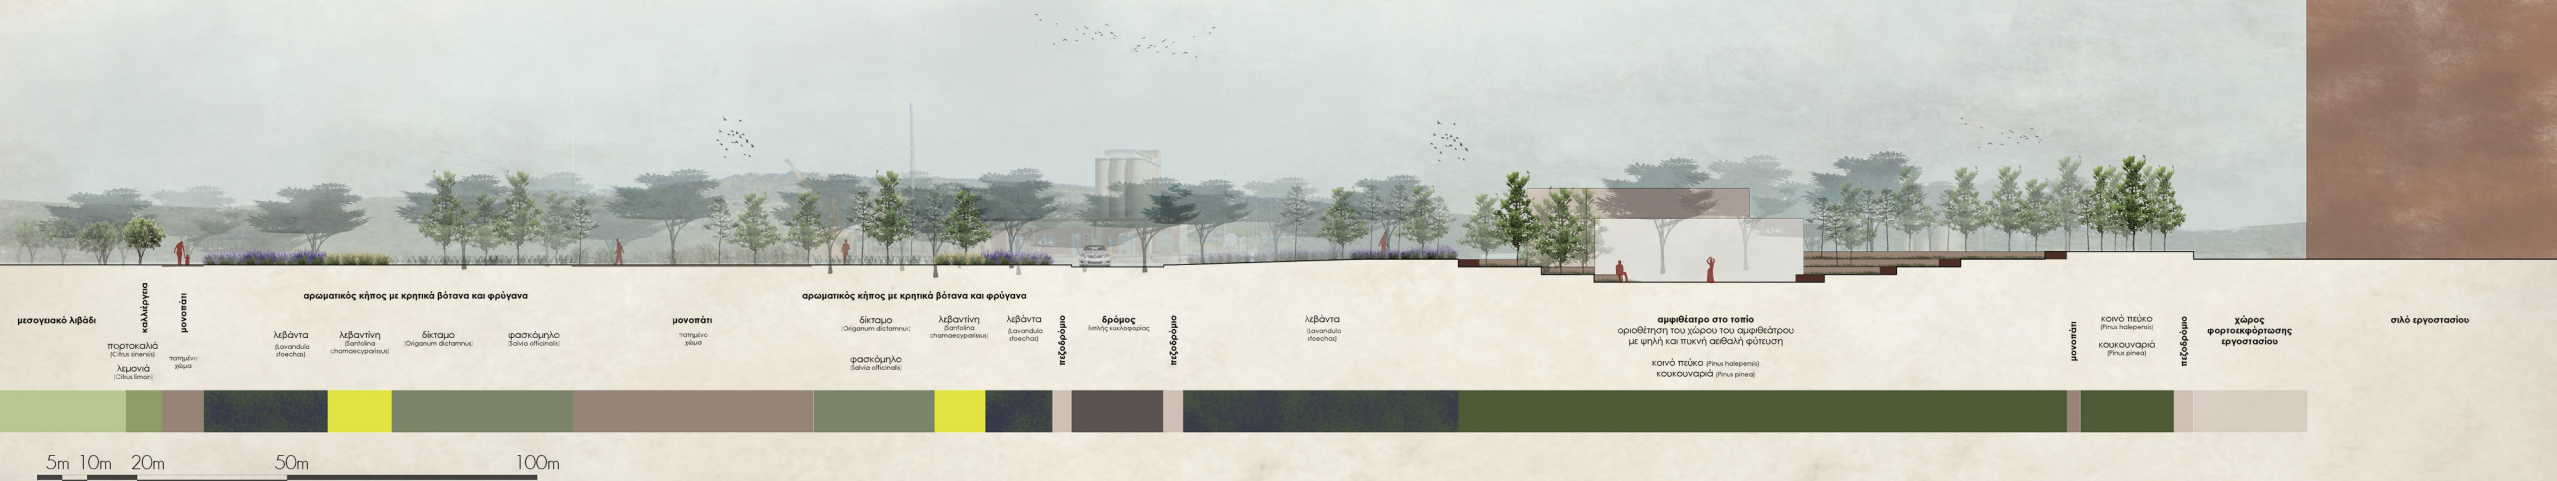 μεσογειακό λιβάδι
καλλιέργεια
πορτοκαλιά
(Citrus sinensis)
λεμονιά
(Citrus limon)
μονοπάτι
πατημένο
χώμα
αρωματικός κήπος με κρητικά βότανα και φρύγανα
λεβάντα
(Lavandula
stoechas)
λεβαντίνη
(Santolina
chamaecyparissus)
δίκταμο
(Origanum dictamnus)
φασκόμηλο
(Salvia officinalis)
μονοπάτι
πατημένο
χώμα
αρωματικός κήπος με κρητικά βότανα και φρύγανα
δίκταμο
(Origanum dictamnus)
φασκόμηλο
(Salvia officinalis)
λεβαντίνη
(Santolina
chamaecyparissus)
λεβάντα
(Lavandula
stoechas)
πεζοδρόμιο
δρόμος
διπλής κυκλοφορίας
πεζοδρόμιο
λεβάντα
(Lavandula
stoechas)
αμφιθέατρο στο τοπίο
οριοθέτηση του χώρου του αμφιθεάτρου
με ψηλή και πυκνή αειθαλή φύτευση
κοινό πεύκο (Pinus halepensis)
κουκουναριά (Pinus pinea)
μονοπάτι
κοινό πεύκο
(Pinus halepensis)
κουκουναριά
(Pinus pinea)
πεζοδρόμιο
χώρος
φορτοεκφόρτωσης
εργοστασίου
σιλό εργοστασίου
5m 10m 20m 50m 100m